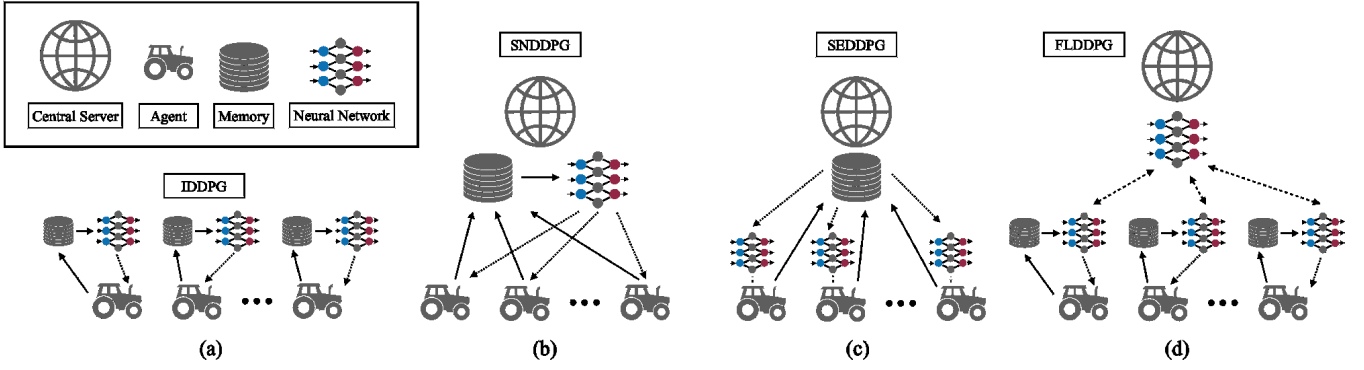 Central Server
Agent
Memory
Neural Network
IDDPG
(a)
SNDDPG
(b)
SEDDPG
(c)
FLDDPG
(d)